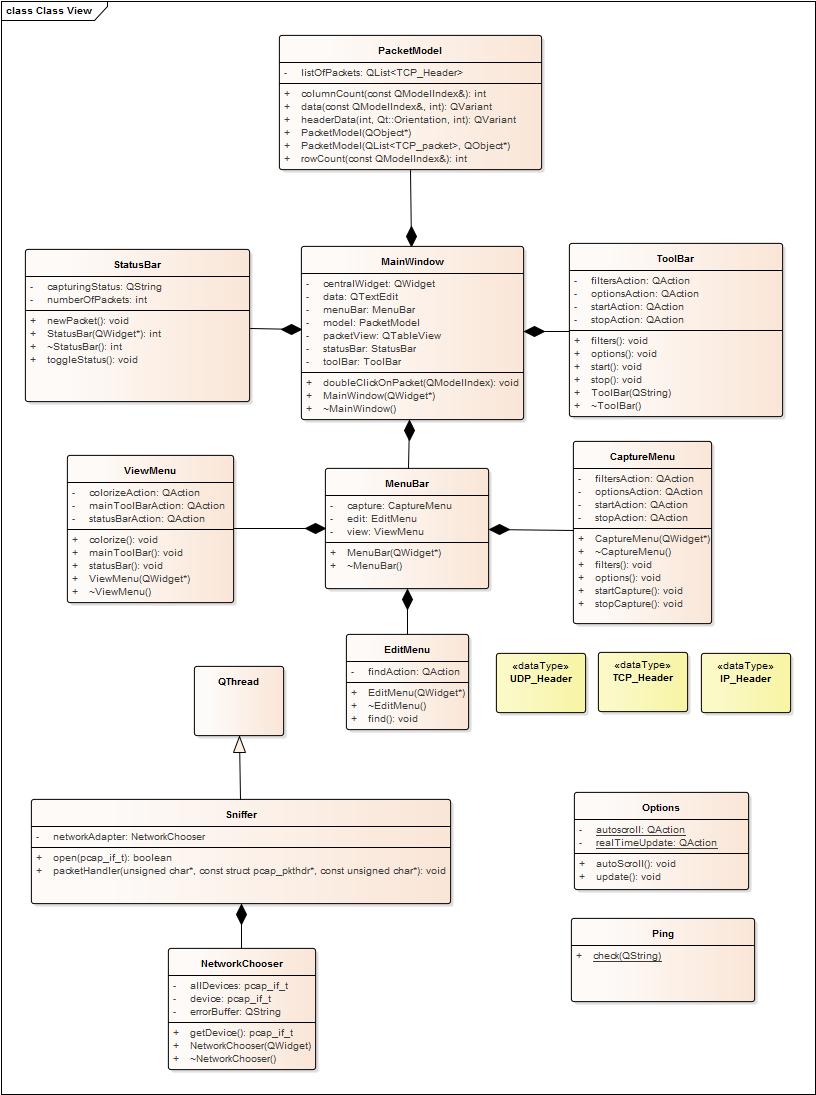 class Class View
PacketModel
- listOfPackets: QList<TCP_Header>
+ columnCount(const QModelIndex&): int
+ data(const QModelIndex&, int): QVariant
+ headerData(int, Qt::Orientation, int): QVariant
+ PacketModel(QObject*)
+ PacketModel(QList<TCP_packet>, QObject*)
+ rowCount(const QModelIndex&): int
StatusBar
- capturingStatus: QString
- numberOfPackets: int
+ newPacket(): void
+ StatusBar(QWidget*): int
+ ~StatusBar(): int
+ toggleStatus(): void
MainWindow
- centralWidget: QWidget
- data: QTextEdit
- menuBar: MenuBar
- model: PacketModel
- packetView: QTableView
- statusBar: StatusBar
- toolBar: ToolBar
+ doubleClickOnPacket(QModelIndex): void
+ MainWindow(QWidget*)
+ ~MainWindow()
ToolBar
- filtersAction: QAction
- optionsAction: QAction
- startAction: QAction
- stopAction: QAction
+ filters(): void
+ options(): void
+ start(): void
+ stop(): void
+ ToolBar(QString)
+ ~ToolBar()
ViewMenu
- colorizeAction: QAction
- mainToolBarAction: QAction
- statusBarAction: QAction
+ colorize(): void
+ mainToolBar(): void
+ statusBar(): void
+ ViewMenu(QWidget*)
+ ~ViewMenu()
MenuBar
- capture: CaptureMenu
- edit: EditMenu
- view: ViewMenu
+ MenuBar(QWidget*)
+ ~MenuBar()
CaptureMenu
- filtersAction: QAction
- optionsAction: QAction
- startAction: QAction
- stopAction: QAction
+ CaptureMenu(QWidget*)
+ ~CaptureMenu()
+ filters(): void
+ options(): void
+ startCapture(): void
+ stopCapture(): void
EditMenu
- findAction: QAction
+ EditMenu(QWidget*)
+ ~EditMenu()
+ find(): void
«dataType»
UDP_Header
«dataType»
TCP_Header
«dataType»
IP_Header
QThread
Sniffer
- networkAdapter: NetworkChooser
+ open(pcap_if_t): boolean
+ packetHandler(unsigned char*, const struct pcap_pkthdr*, const unsigned char*): void
Options
- autoscroll: QAction
- realTimeUpdate: QAction
+ autoScroll(): void
+ update(): void
Ping
+ check(QString)
NetworkChooser
- allDevices: pcap_if_t
- device: pcap_if_t
- errorBuffer: QString
+ getDevice(): pcap_if_t
+ NetworkChooser(QWidget)
+ ~NetworkChooser()